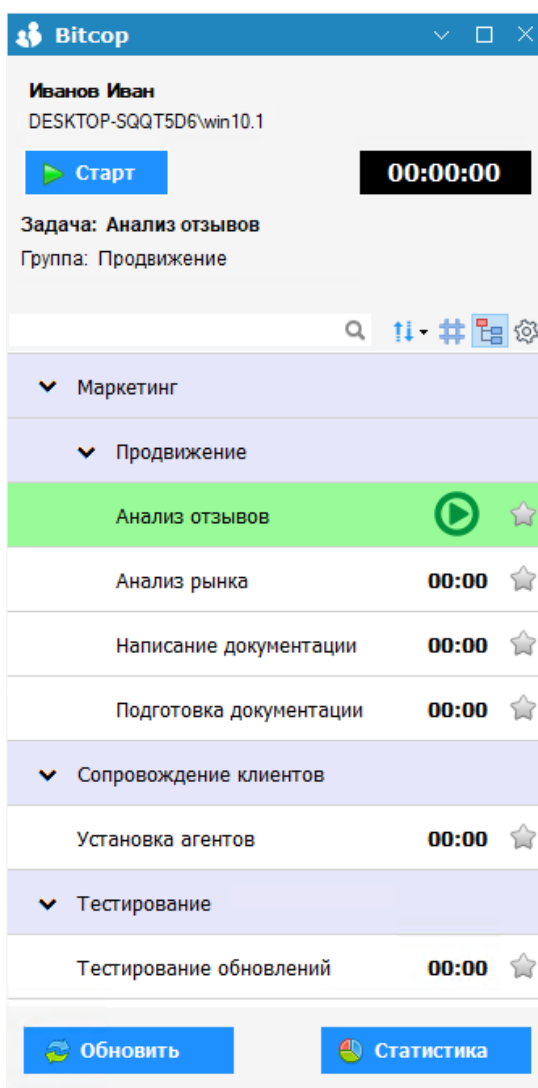 Bitcop
Иванов Иван
DESKTOP-SQQT5D6\win10.1
Старт 00:00:00
Задача: Анализ отзывов
Группа: Продвижение
Маркетинг
Продвижение
Анализ отзывов
Анализ рынка 00:00
Написание документации 00:00
Подготовка документации 00:00
Сопровождение клиентов
Установка агентов 00:00
Тестирование
Тестирование обновлений 00:00
Обновить Статистика